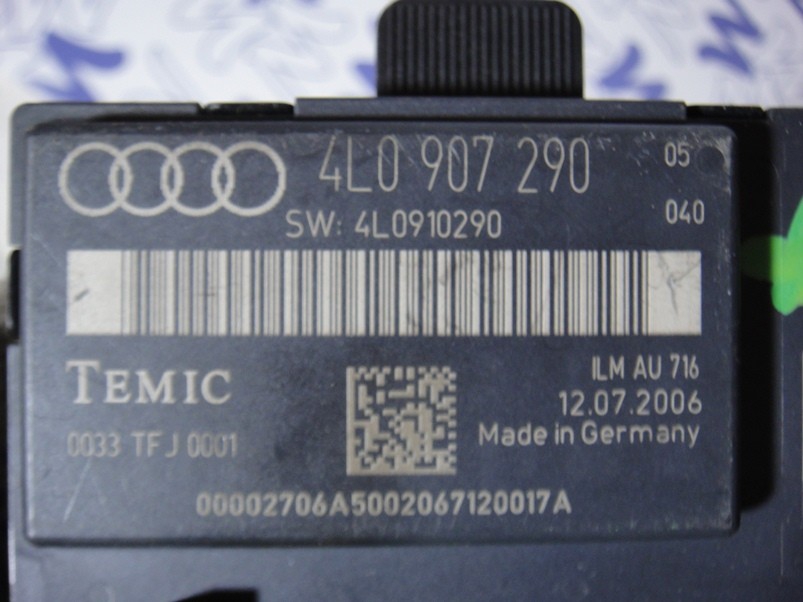 4L0 907 290 05
SW: 4L0910290 040
TEMIC
ILM AU 716
12.07.2006
0033 TFJ 0001
Made in Germany
00002706A5002067120017A